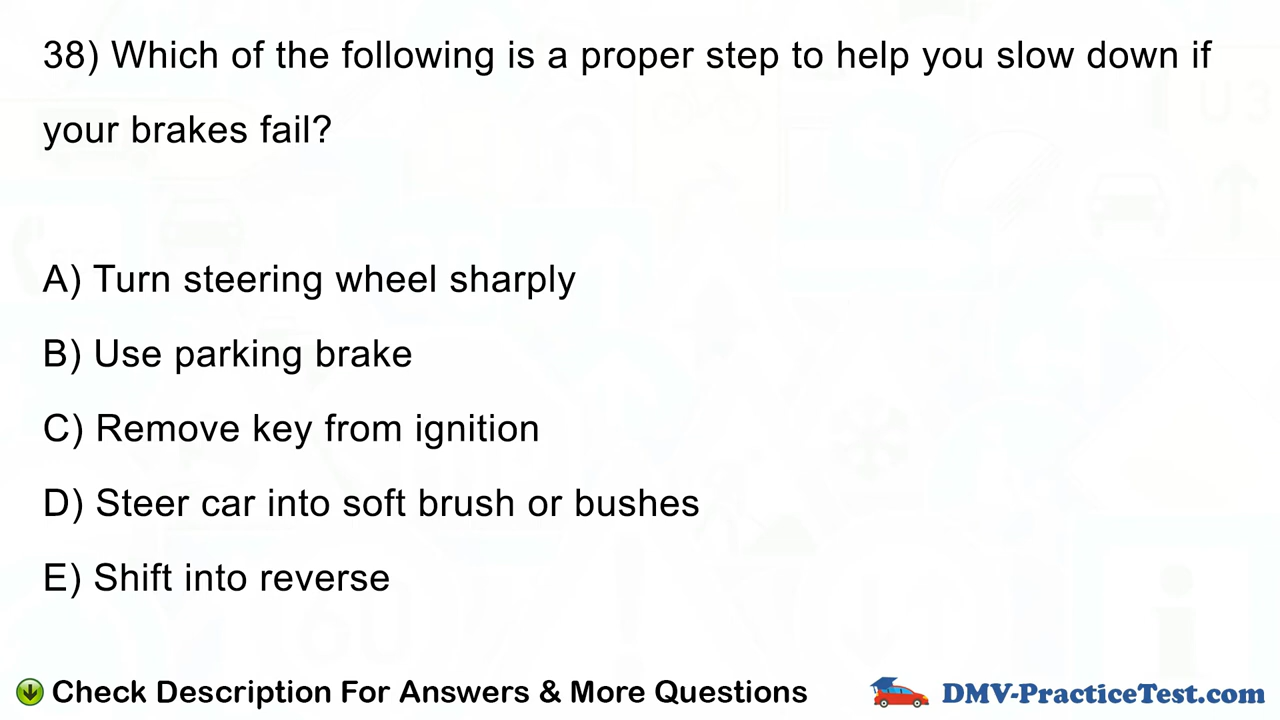 38) Which of the following is a proper step to help you slow down if
your brakes fail?
A) Turn steering wheel sharply
B) Use parking brake
C) Remove key from ignition
D) Steer car into soft brush or bushes
E) Shift into reverse
Check Description For Answers & More Questions
DMV-PracticeTest.com